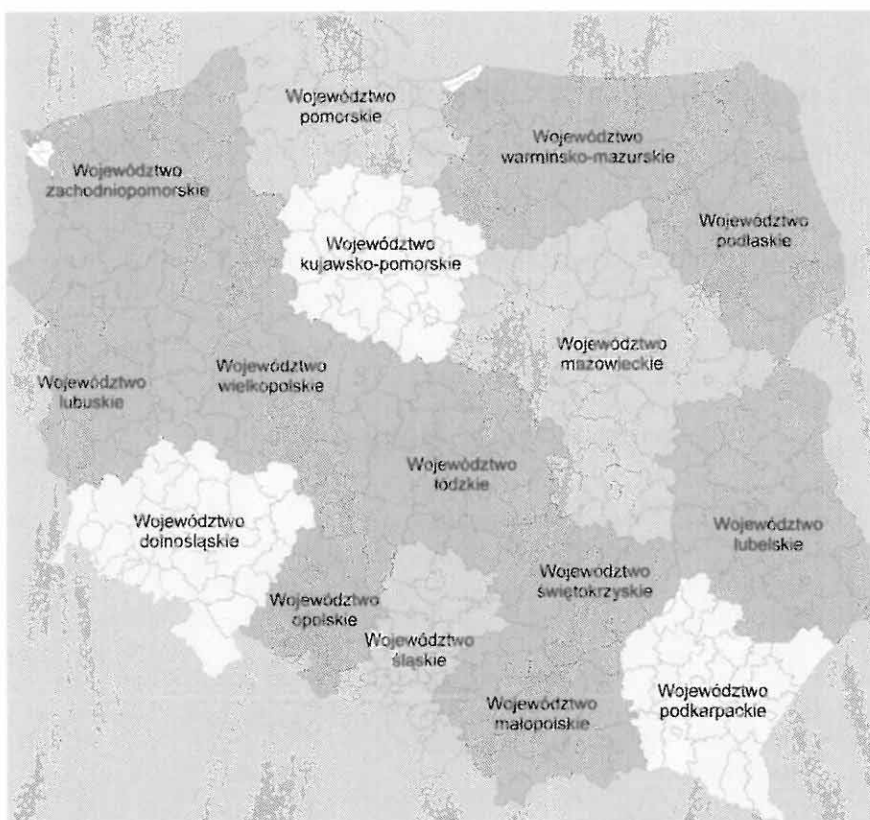 Województwo
pomorskie
Województwo
warmińsko-mazurskie
Województwo
zachodniopomorskie
Województwo
podlaskie
Województwo
kujawsko-pomorskie
Województwo
mazowieckie
Województwo
wielkopolskie
Województwo
lubuskie
Województwo
łódzkie
Województwo
dolnośląskie
Województwo
lubelskie
Województwo
świętokrzyskie
Województwo
opolskie
Województwo
śląskie
Województwo
podkarpackie
Województwo
małopolskie